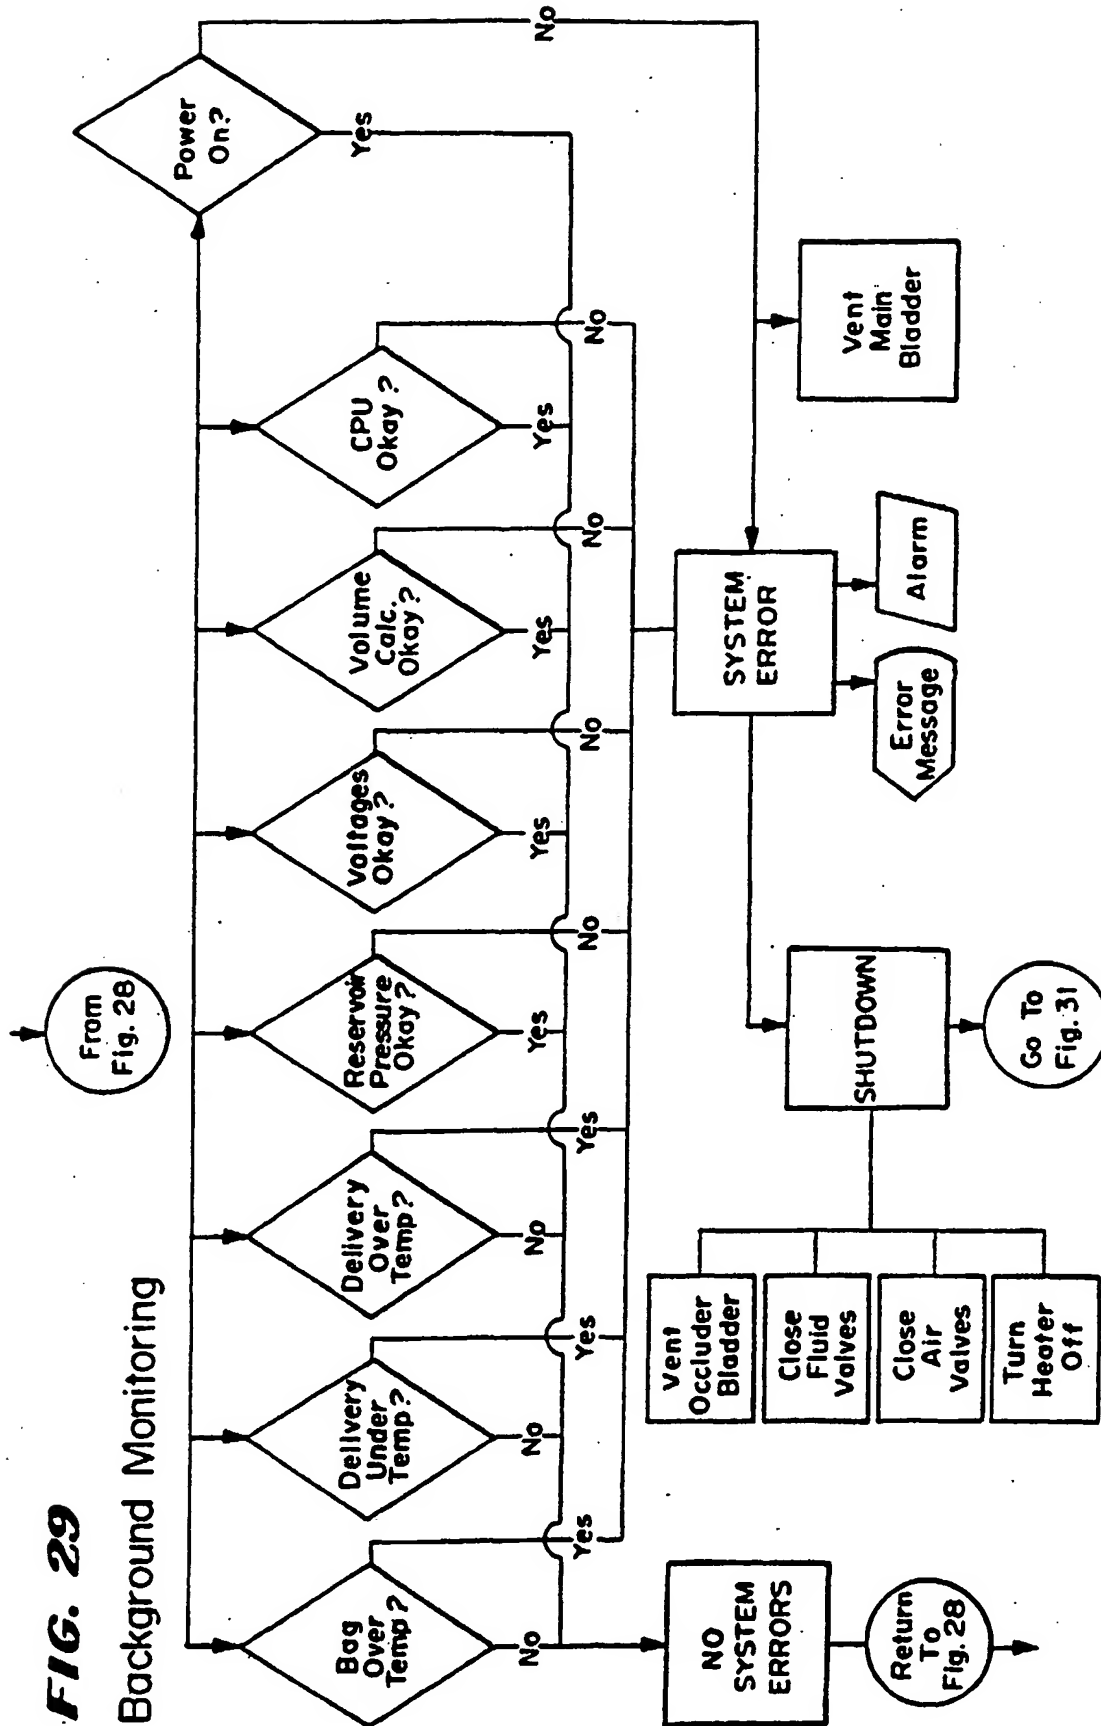 FIG. 29
Background Monitoring
From
Fig. 28
Bag
Over
Temp?
Delivery
Under
Temp?
Delivery
Over
Temp?
Reservoir
Pressure
Okay?
Voltages
Okay?
Volume
Calc.
Okay?
CPU
Okay?
Power
On?
No
Yes
No
Yes
No
Yes
Yes
No
Yes
No
Yes
No
Yes
No
Yes
No
NO
SYSTEM
ERRORS
Return
To
Fig. 28
Vent
Occluder
Bladder
Close
Fluid
Valves
Close
Air
Valves
Turn
Heater
Off
SHUTDOWN
Go To
Fig. 31
SYSTEM
ERROR
Error
Message
Alarm
Vent
Main
Bladder